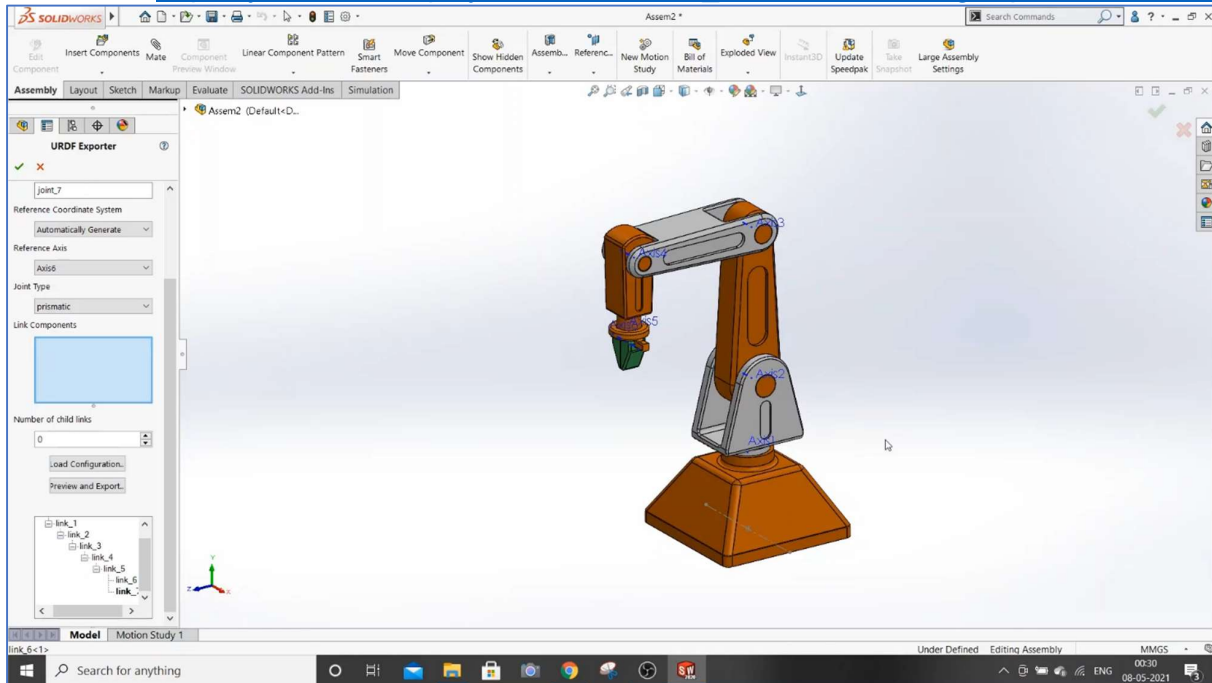 SOLIDWORKS
Assem2 *
Search Commands
Edit Component
Insert Components
Mate
Component Preview Window
Linear Component Pattern
Smart Fasteners
Move Component
Show Hidden Components
Assemb...
Referenc...
New Motion Study
Bill of Materials
Exploded View
Instant3D
Update Speedpak
Take Snapshot
Large Assembly Settings
Assembly Layout Sketch Markup Evaluate SOLIDWORKS Add-Ins Simulation
Assem2 (Default<D...
URDF Exporter
joint_7
Reference Coordinate System
Automatically Generate
Reference Axis
Axis6
Joint Type
prismatic
Link Components
Number of child links
0
Load Configuration..
Preview and Export..
link_1
link_2
link_3
link_4
link_5
link_6
link_
Axis3
Axis4
Axis5
Axis2
Axis1
Y
Z
X
Model Motion Study 1
link_6<1>
Under Defined Editing Assembly MMGS
Search for anything
ENG
00:30
08-05-2021